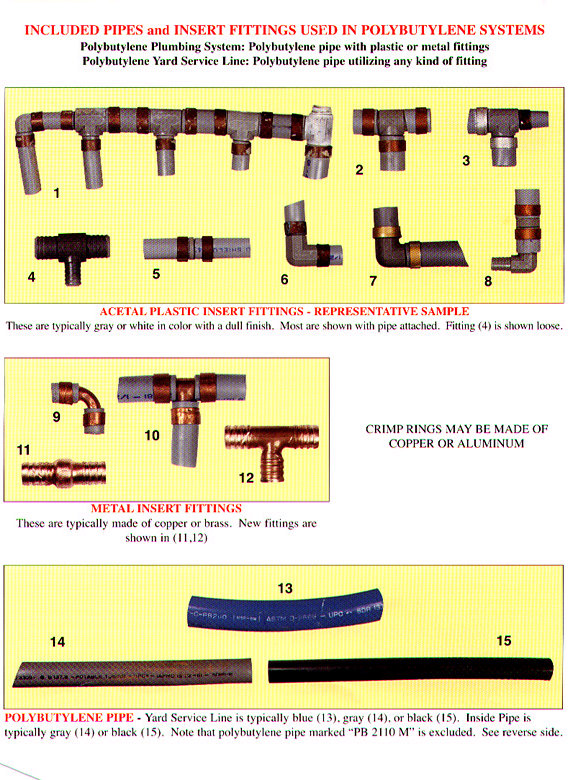 INCLUDED PIPES and INSERT FITTINGS USED IN POLYBUTYLENE SYSTEMS
Polybutylene Plumbing System: Polybutylene pipe with plastic or metal fittings
Polybutylene Yard Service Line: Polybutylene pipe utilizing any kind of fitting
1
2
3
4
5
6
7
8
ACETAL PLASTIC INSERT FITTINGS - REPRESENTATIVE SAMPLE
These are typically gray or white in color with a dull finish. Most are shown with pipe attached. Fitting (4) is shown loose.
9
10
11
12
CRIMP RINGS MAY BE MADE OF
COPPER OR ALUMINUM
METAL INSERT FITTINGS
These are typically made of copper or brass. New fittings are
shown in (11,12)
13
14
15
POLYBUTYLENE PIPE - Yard Service Line is typically blue (13), gray (14), or black (15). Inside Pipe is
typically gray (14) or black (15). Note that polybutylene pipe marked “PB 2110 M” is excluded. See reverse side.